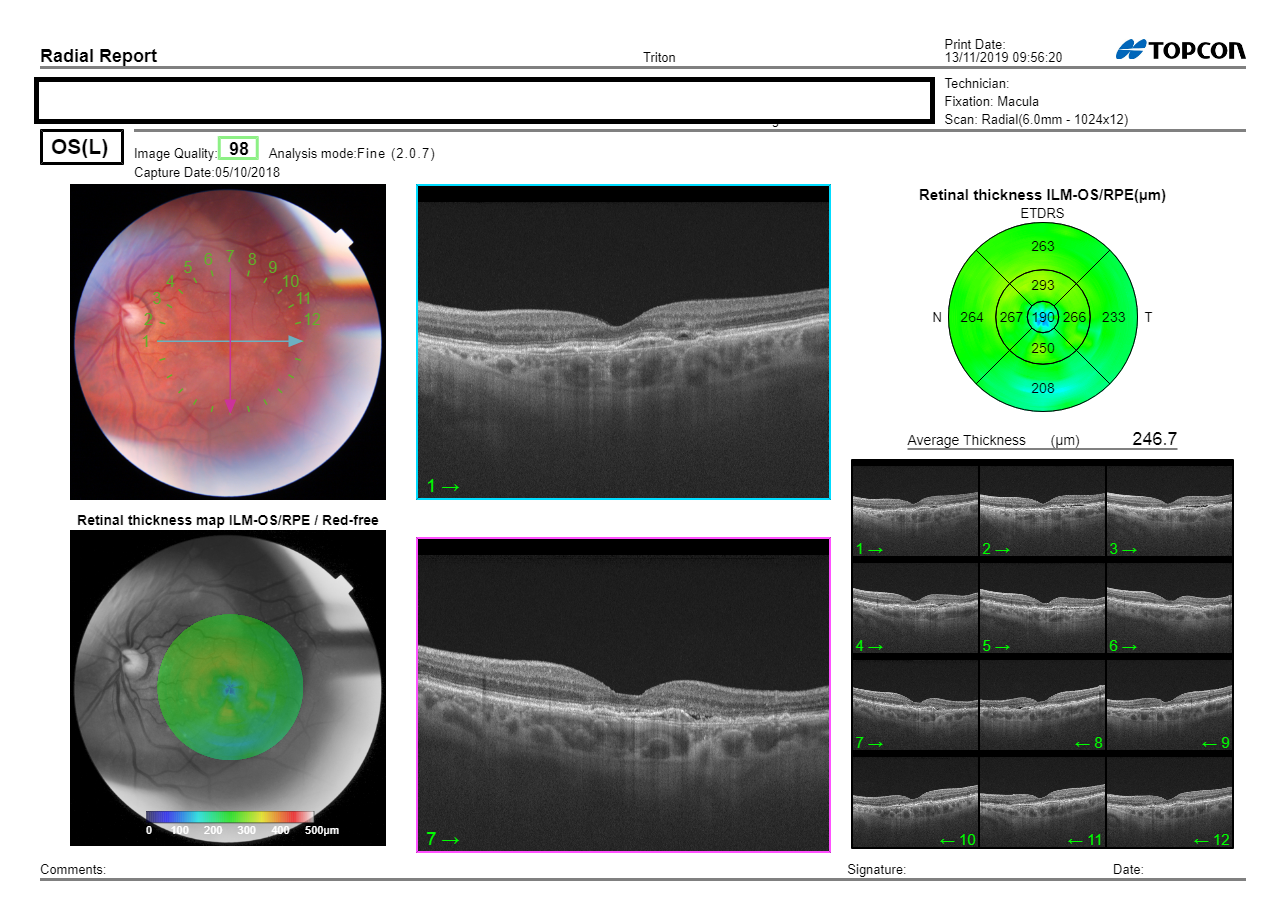 Radial Report
Triton
Print Date:
13/11/2019 09:56:20
TOPCON
Technician:
Fixation: Macula
Scan: Radial(6.0mm - 1024x12)
OS(L)
Image Quality: 98 Analysis mode:Fine (2.0.7)
Capture Date:05/10/2018
1 2 3 4 5 6 7 8 9 10 11 12
1 →
Retinal thickness ILM-OS/RPE(µm)
ETDRS
263
293
N 264 267 190 266 233 T
250
208
Average Thickness (µm) 246.7
Retinal thickness map ILM-OS/RPE / Red-free
0 100 200 300 400 500µm
7 →
1 → 2 → 3 →
4 → 5 → 6 →
7 → ← 8 ← 9
← 10 ← 11 ← 12
Comments:
Signature:
Date: